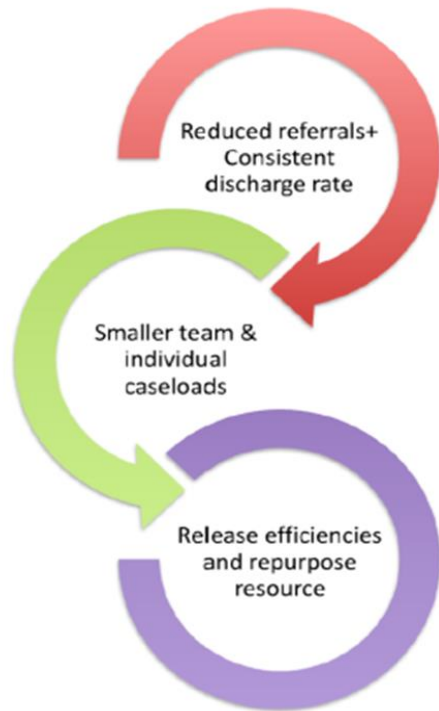 Reduced referrals+
Consistent
discharge rate
Smaller team &
individual
caseloads
Release efficiencies
and repurpose
resource